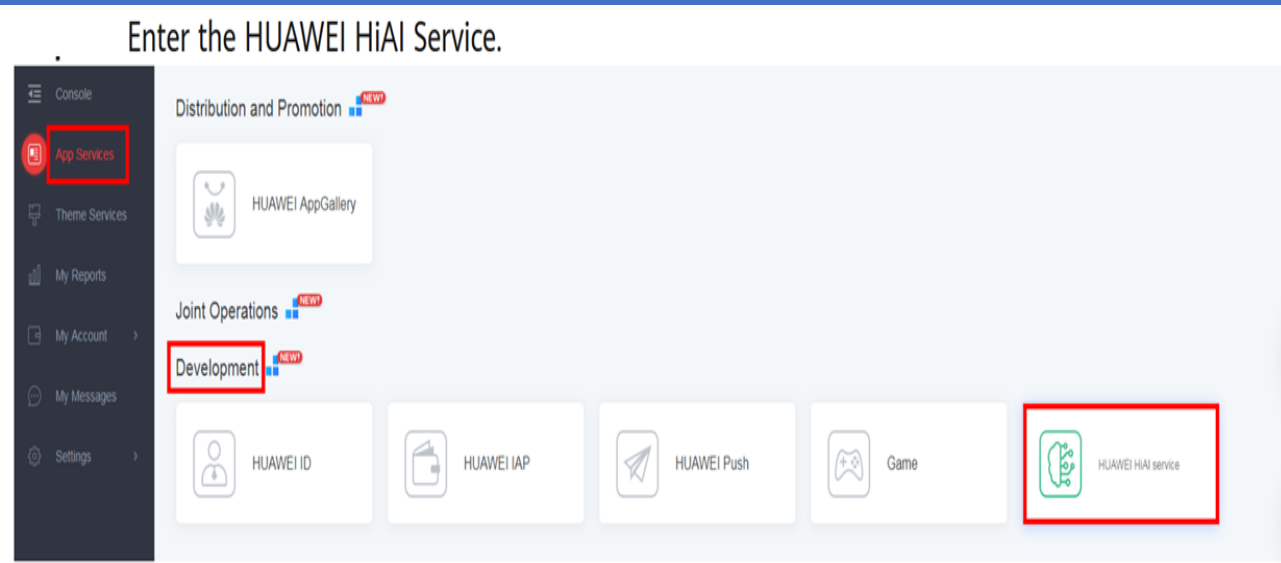 Enter the HUAWEI HiAI Service.
Console
App Services
Theme Services
My Reports
My Account
My Messages
Settings
Distribution and Promotion NEW!
HUAWEI AppGallery
Joint Operations NEW!
Development NEW!
HUAWEI ID
HUAWEI IAP
HUAWEI Push
Game
HUAWEI HiAI service